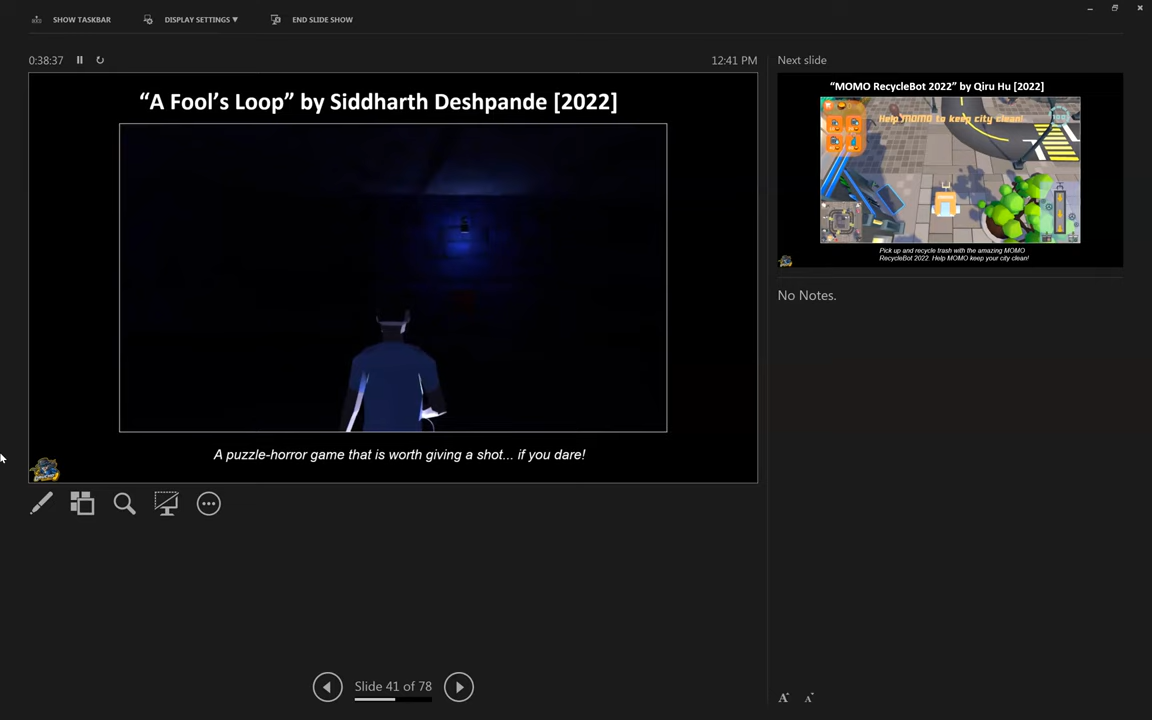 SHOW TASKBAR
DISPLAY SETTINGS ▼
END SLIDE SHOW
0:38:37
12:41 PM
“A Fool’s Loop” by Siddharth Deshpande [2022]
A puzzle-horror game that is worth giving a shot... if you dare!
Slide 41 of 78
Next slide
“MOMO RecycleBot 2022” by Qiru Hu [2022]
Help MOMO to keep city clean!
Pick up and recycle trash with the amazing MOMO
RecycleBot 2022. Help MOMO keep your city clean!
No Notes.
A A